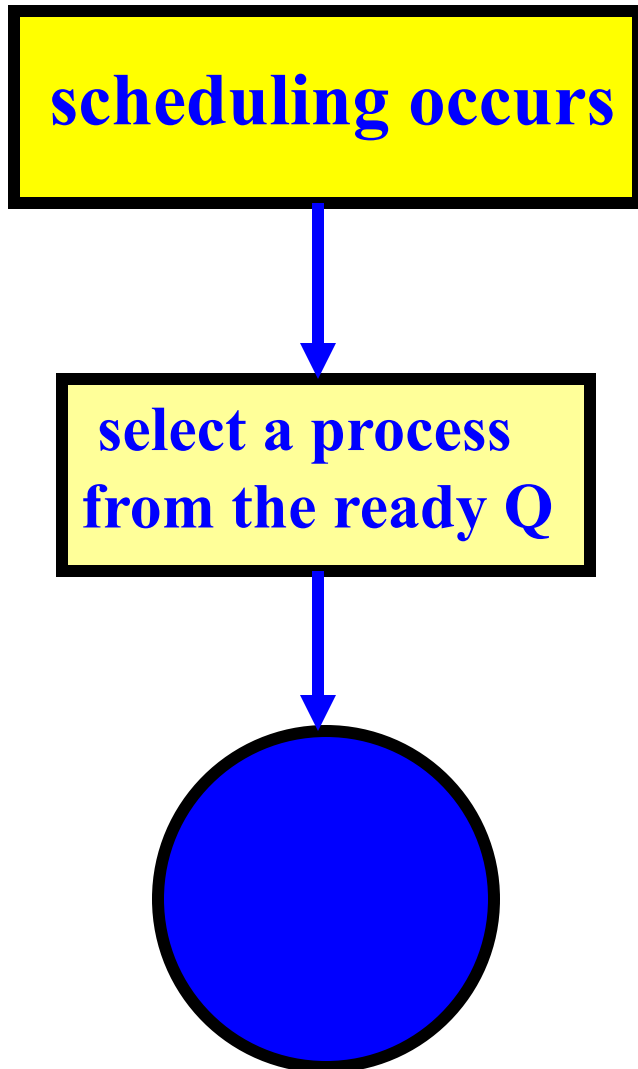 scheduling occurs
select a process
from the ready Q